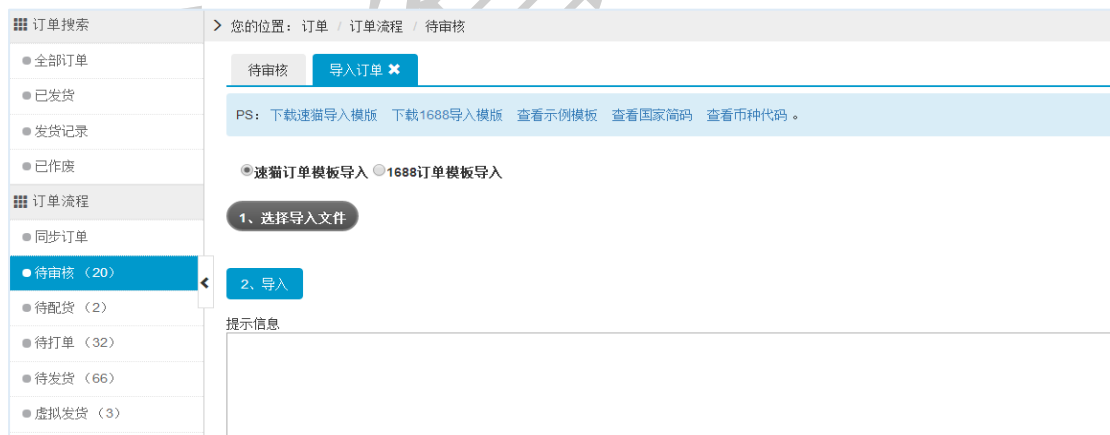 订单搜索
全部订单
已发货
发货记录
已作废
订单流程
同步订单
待审核 （20）
待配货 （2）
待打单 （32）
待发货 （66）
虚拟发货 （3）
您的位置： 订单 / 订单流程 / 待审核
待审核 导入订单
PS： 下载速猫导入模版 下载1688导入模版 查看示例模板 查看国家简码 查看币种代码 。
速猫订单模板导入 1688订单模板导入
1、选择导入文件
2、导入
提示信息